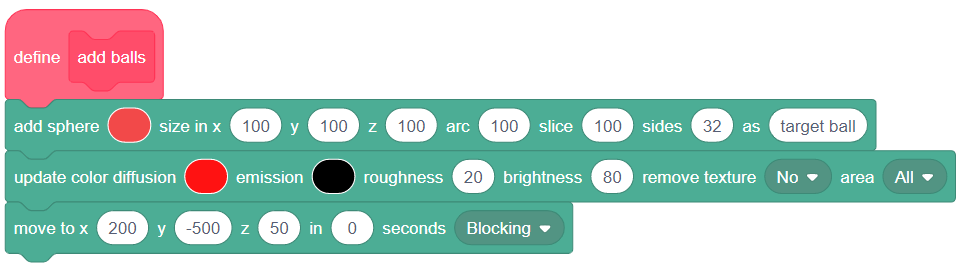 define add balls
add sphere size in x 100 y 100 z 100 arc 100 slice 100 sides 32 as target ball
update color diffusion emission roughness 20 brightness 80 remove texture No area All
move to x 200 y -500 z 50 in 0 seconds Blocking